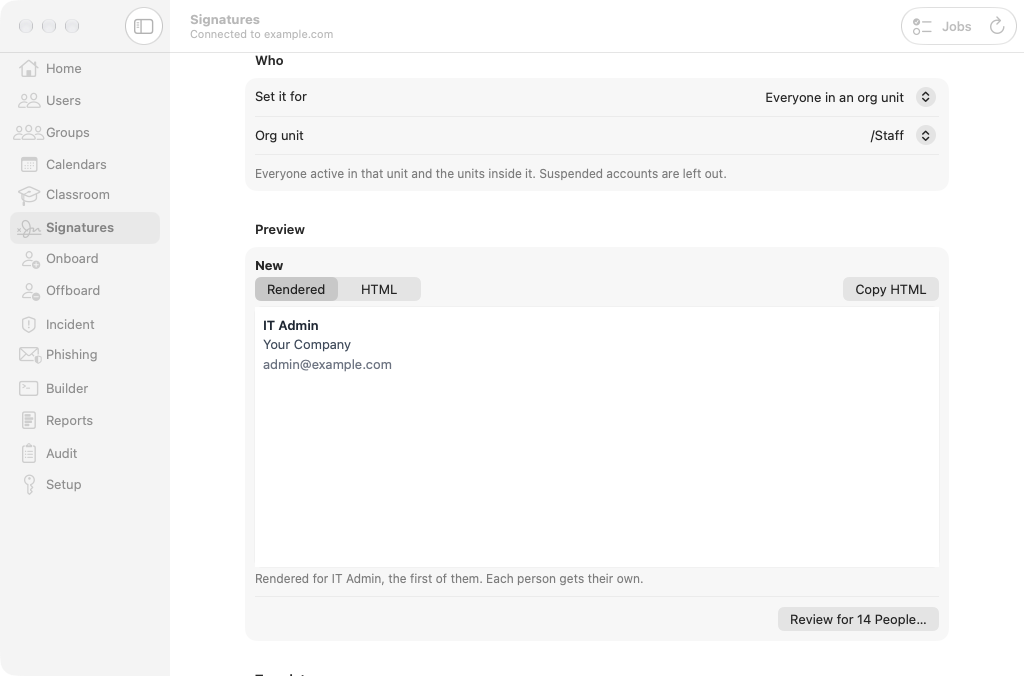 Signatures
Connected to example.com
Jobs
Home
Users
Groups
Calendars
Classroom
Signatures
Onboard
Offboard
Incident
Phishing
Builder
Reports
Audit
Setup
Who
Set it for
Everyone in an org unit
Org unit
/Staff
Everyone active in that unit and the units inside it. Suspended accounts are left out.
Preview
New
Rendered
HTML
Copy HTML
IT Admin
Your Company
admin@example.com
Rendered for IT Admin, the first of them. Each person gets their own.
Review for 14 People…